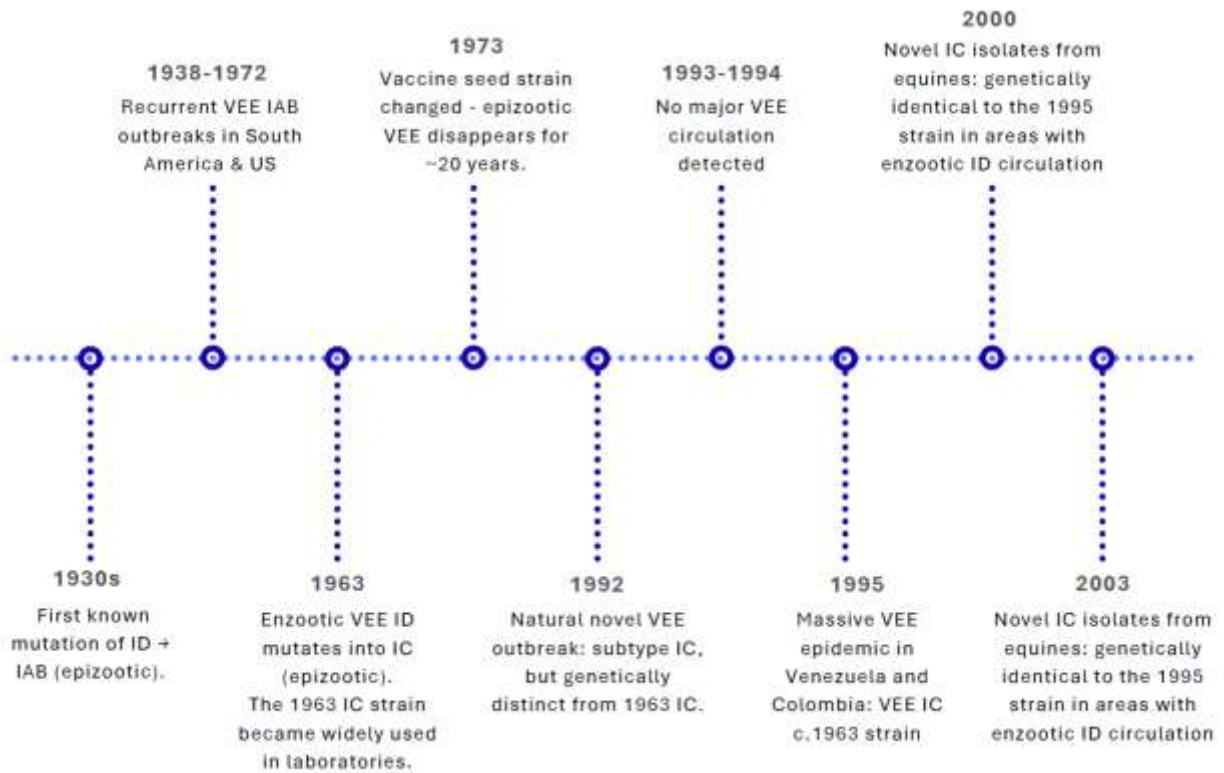 1930s
First known
mutation of ID →
IAB (epizootic).
1938-1972
Recurrent VEE IAB
outbreaks in South
America & US
1963
Enzootic VEE ID
mutates into IC
(epizootic).
The 1963 IC strain
became widely used
in laboratories.
1973
Vaccine seed strain
changed - epizootic
VEE disappears for
~20 years.
1992
Natural novel VEE
outbreak: subtype IC,
but genetically
distinct from 1963 IC.
1993-1994
No major VEE
circulation
detected
1995
Massive VEE
epidemic in
Venezuela and
Colombia: VEE IC
c.1963 strain
2000
Novel IC isolates from
equines: genetically
identical to the 1995
strain in areas with
enzootic ID circulation
2003
Novel IC isolates from
equines: genetically
identical to the 1995
strain in areas with
enzootic ID circulation